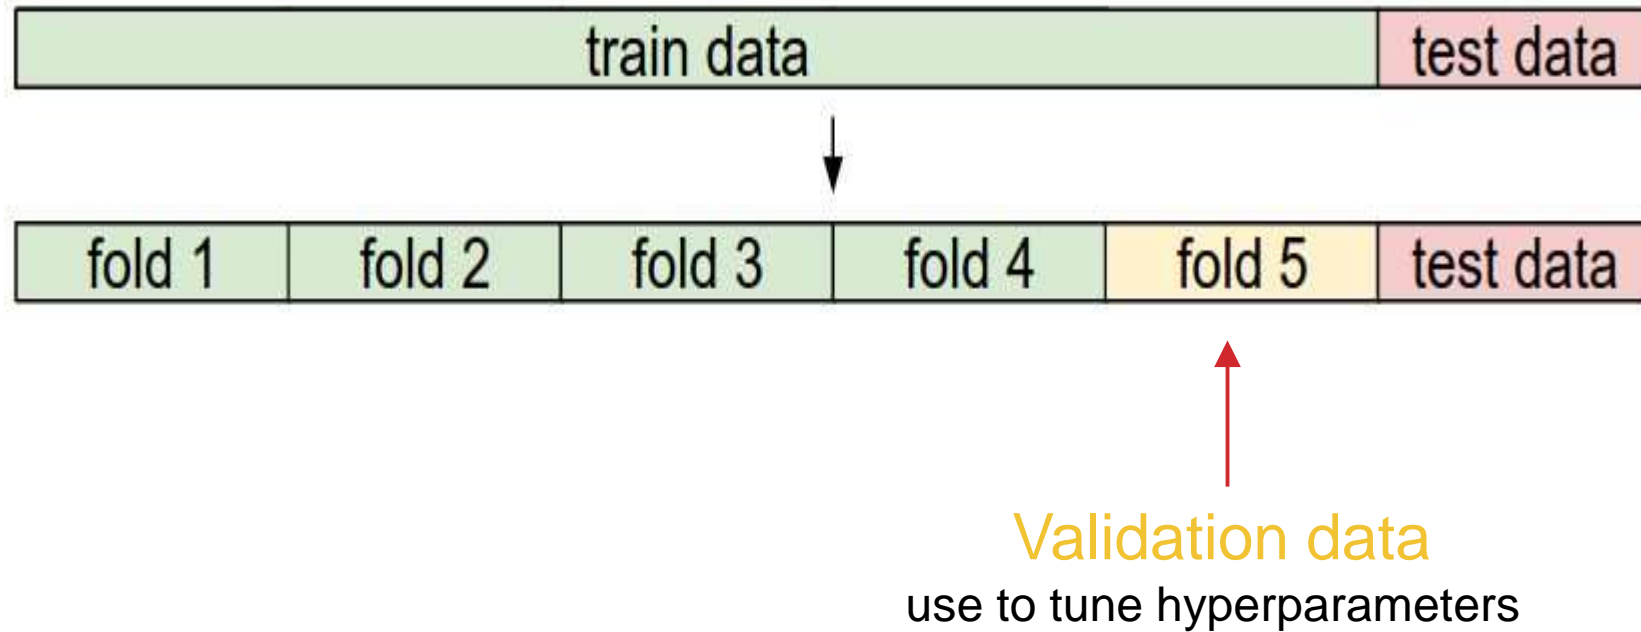 train data test data
fold 1 fold 2 fold 3 fold 4 fold 5 test data
Validation data
use to tune hyperparameters